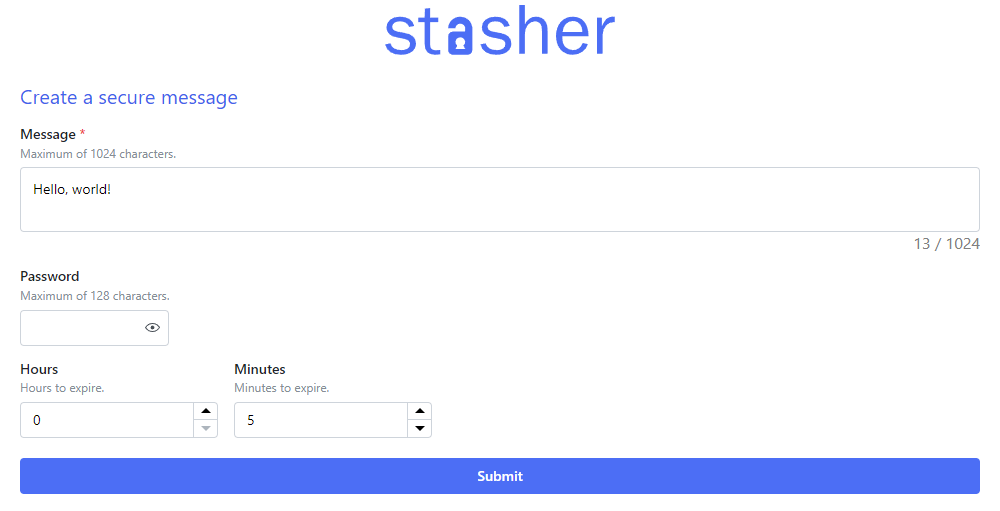 stasher
Create a secure message
Message *
Maximum of 1024 characters.
Hello, world!
13 / 1024
Password
Maximum of 128 characters.
Hours
Minutes
Hours to expire.
Minutes to expire.
0
5
Submit